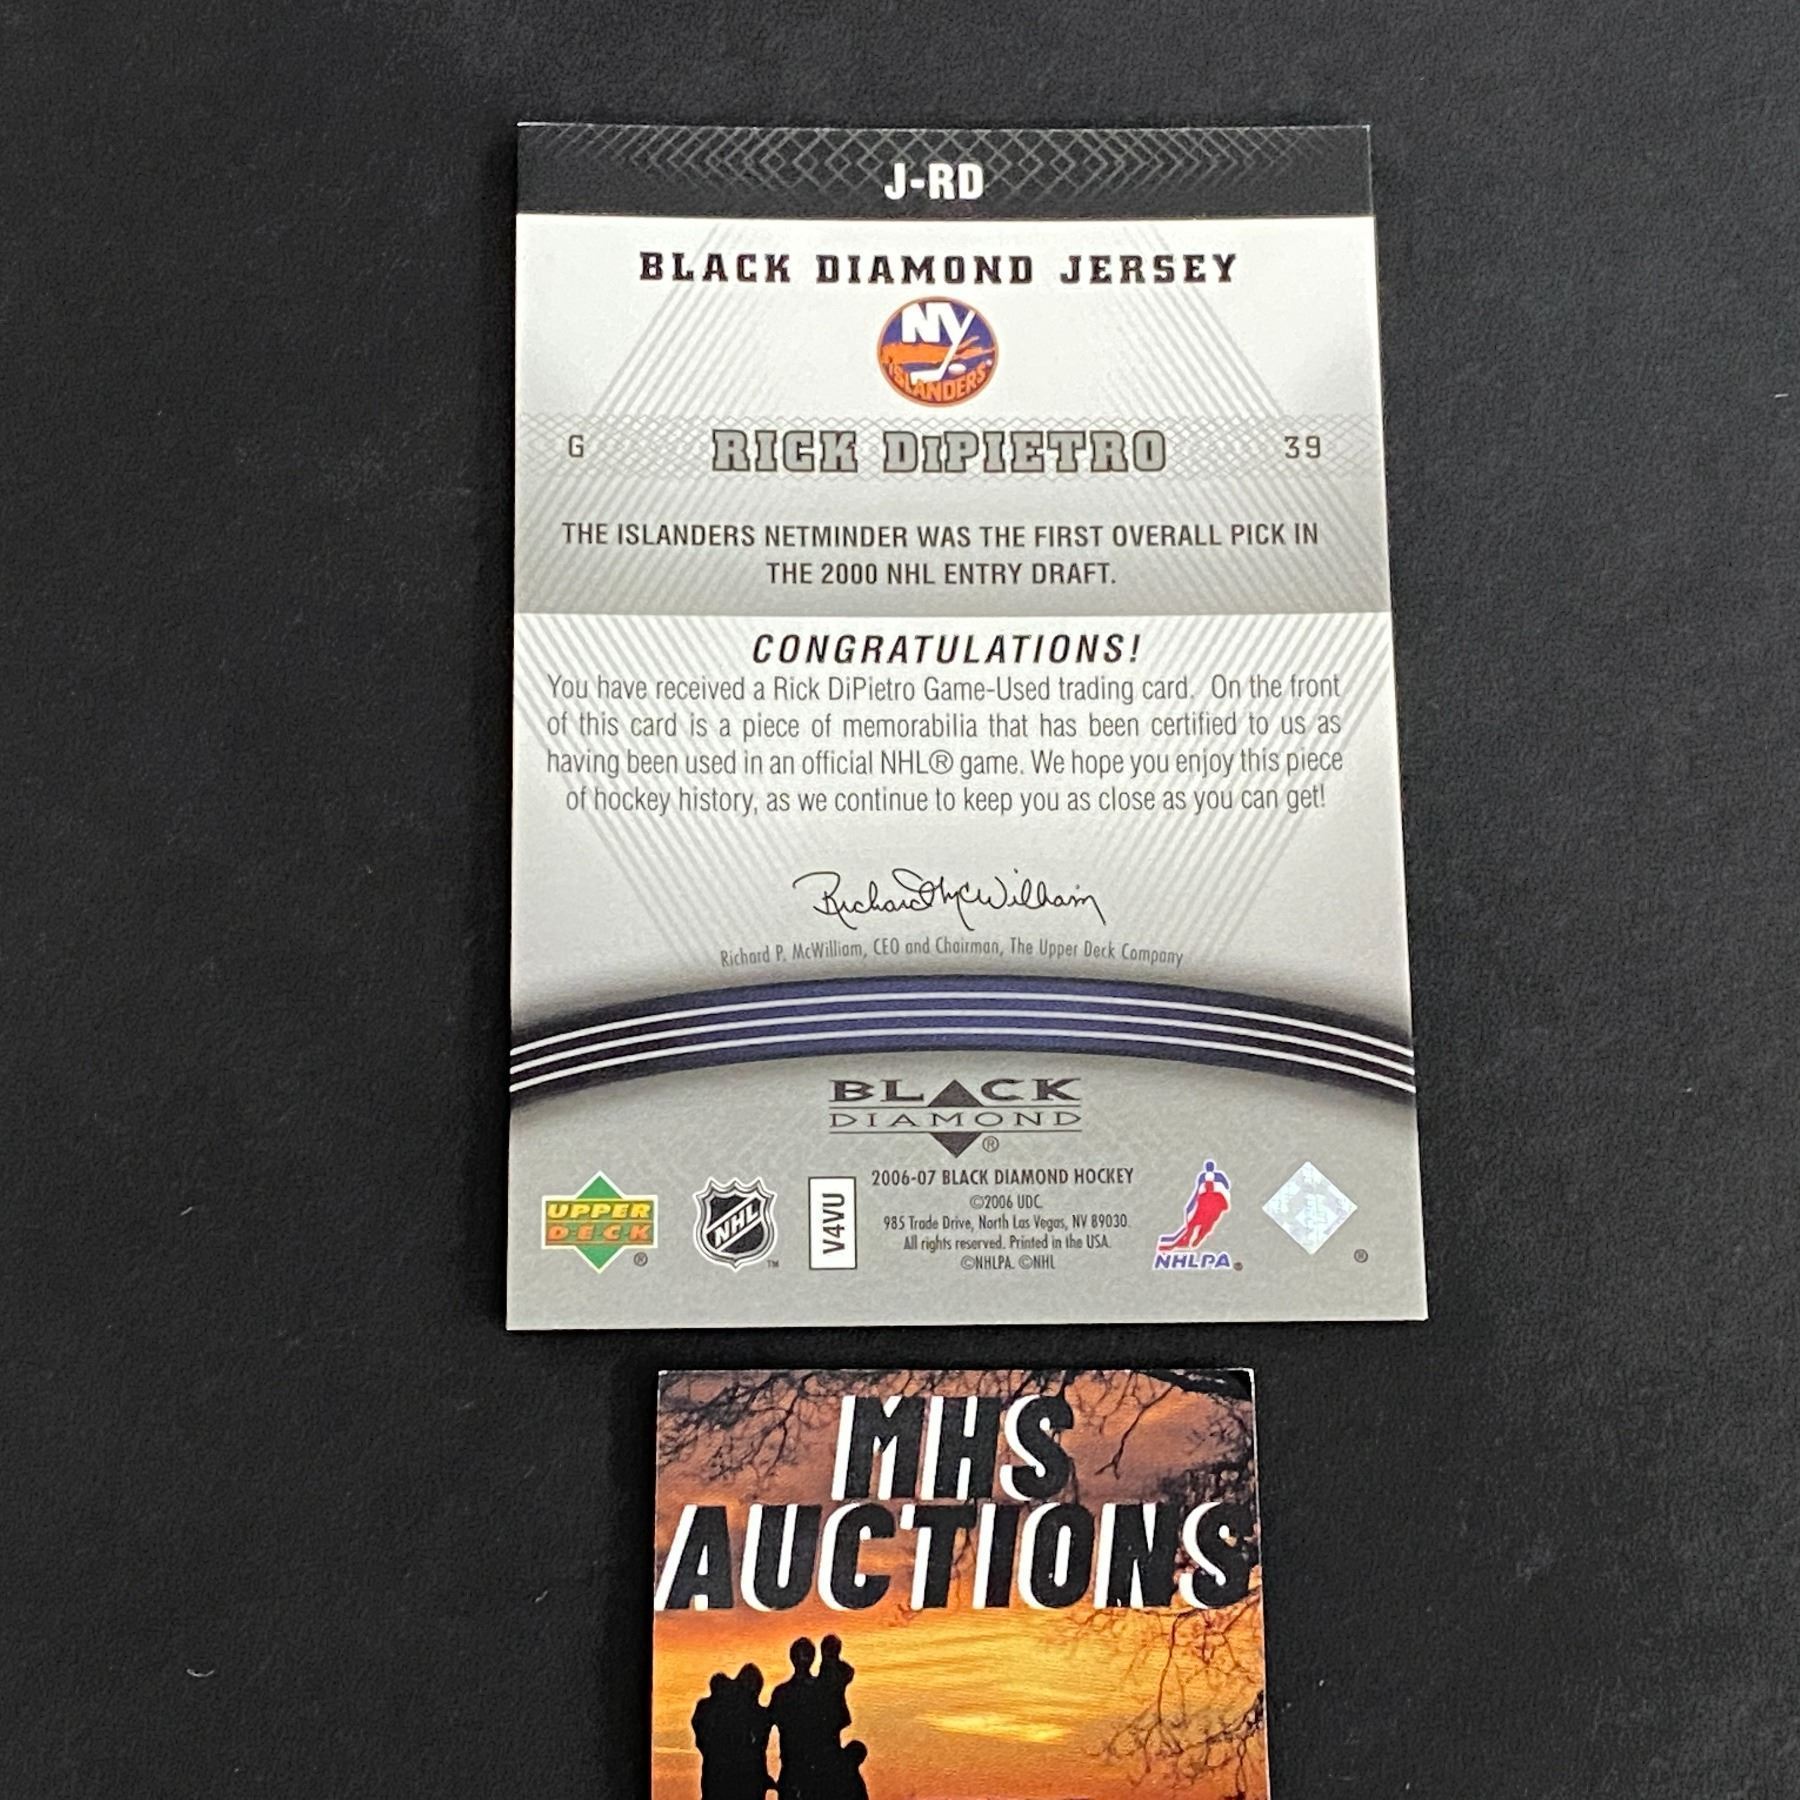 J-RD
BLACK DIAMOND JERSEY
NY
ISLANDERS
G RICK DiPIETRO 39
THE ISLANDERS NETMINDER WAS THE FIRST OVERALL PICK IN
THE 2000 NHL ENTRY DRAFT.
CONGRATULATIONS!
You have received a Rick DiPietro Game-Used trading card. On the front
of this card is a piece of memorabilia that has been certified to us as
having been used in an official NHL® game. We hope you enjoy this piece
of hockey history, as we continue to keep you as close as you can get!
Richard McWilliam
Richard P. McWilliam, CEO and Chairman, The Upper Deck Company
BLACK
DIAMOND
®
UPPER
DECK
®
NHL
™
V4VU
2006-07 BLACK DIAMOND HOCKEY
©2006 UDC.
985 Trade Drive, North Las Vegas, NV 89030.
All rights reserved. Printed in the USA.
©NHLPA. ©NHL
NHLPA®
®
MHS
AUCTIONS